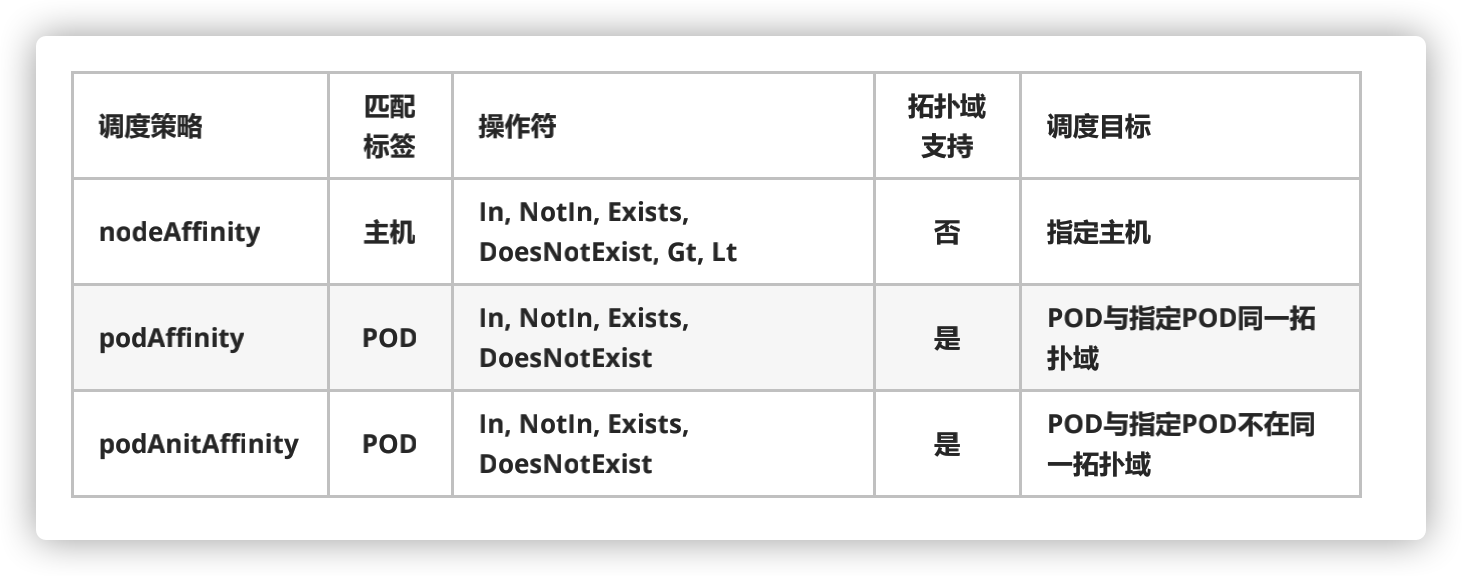 调度策略
匹配
标签
操作符
拓扑域
支持
调度目标
nodeAffinity
主机
In, NotIn, Exists,
DoesNotExist, Gt, Lt
否
指定主机
podAffinity
POD
In, NotIn, Exists,
DoesNotExist
是
POD与指定POD同一拓
扑域
podAnitAffinity
POD
In, NotIn, Exists,
DoesNotExist
是
POD与指定POD不在同
一拓扑域